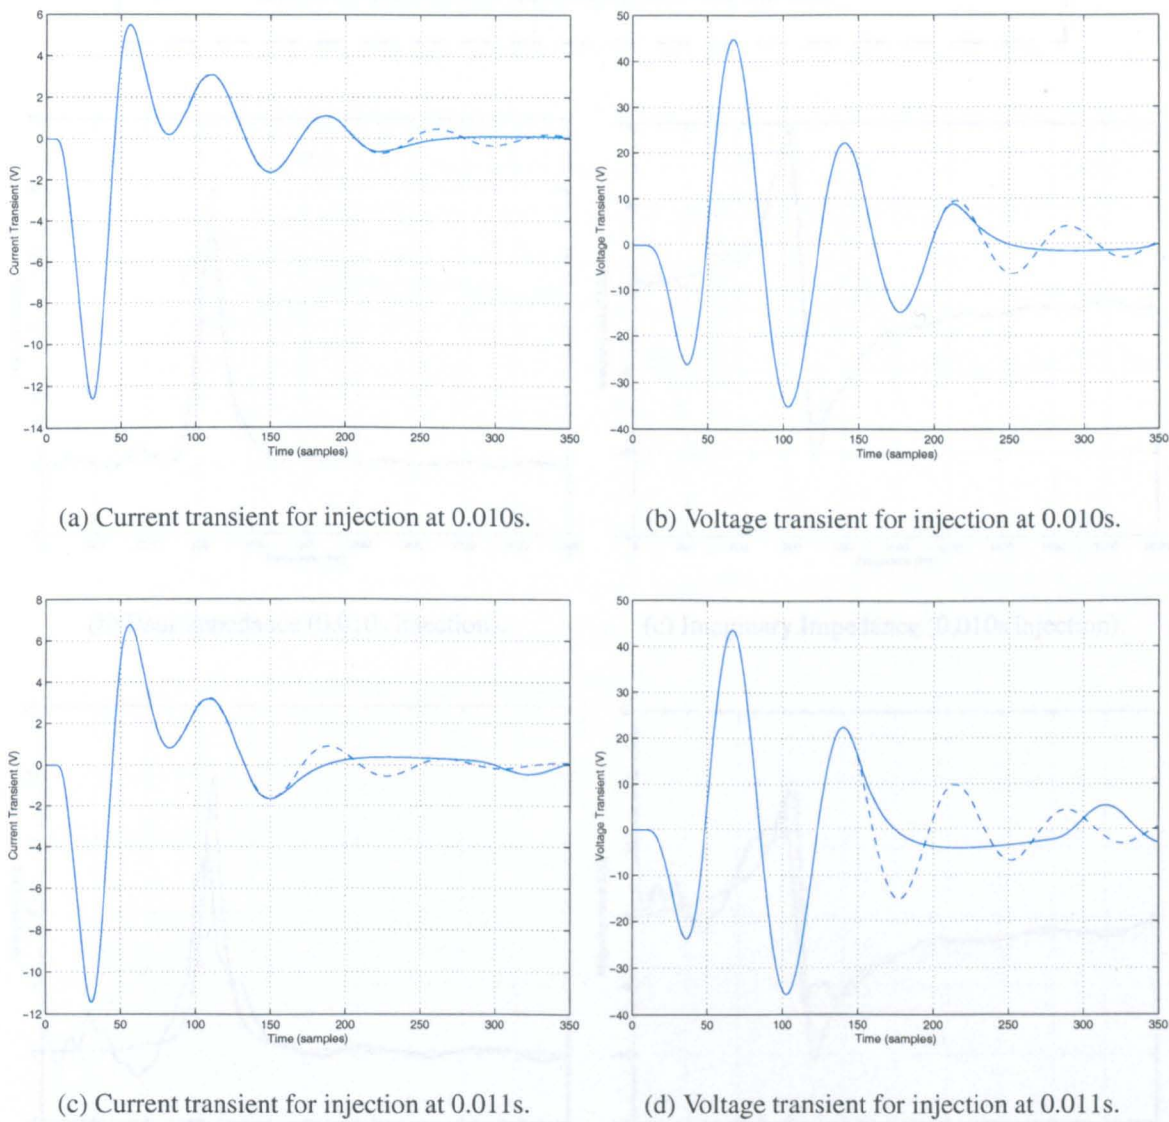 6
4
2
0
−2
−4
−6
−8
−10
−12
−14
Current Transient (V)
0 50 100 150 200 250 300 350
Time (samples)
50
40
30
20
10
0
−10
−20
−30
−40
Voltage Transient (V)
0 50 100 150 200 250 300 350
Time (samples)
(a) Current transient for injection at 0.010s.
(b) Voltage transient for injection at 0.010s.
8
6
4
2
0
−2
−4
−6
−8
−10
−12
Current Transient (V)
0 50 100 150 200 250 300 350
Time (samples)
50
40
30
20
10
0
−10
−20
−30
−40
Voltage Transient (V)
0 50 100 150 200 250 300 350
Time (samples)
(c) Current transient for injection at 0.011s.
(d) Voltage transient for injection at 0.011s.